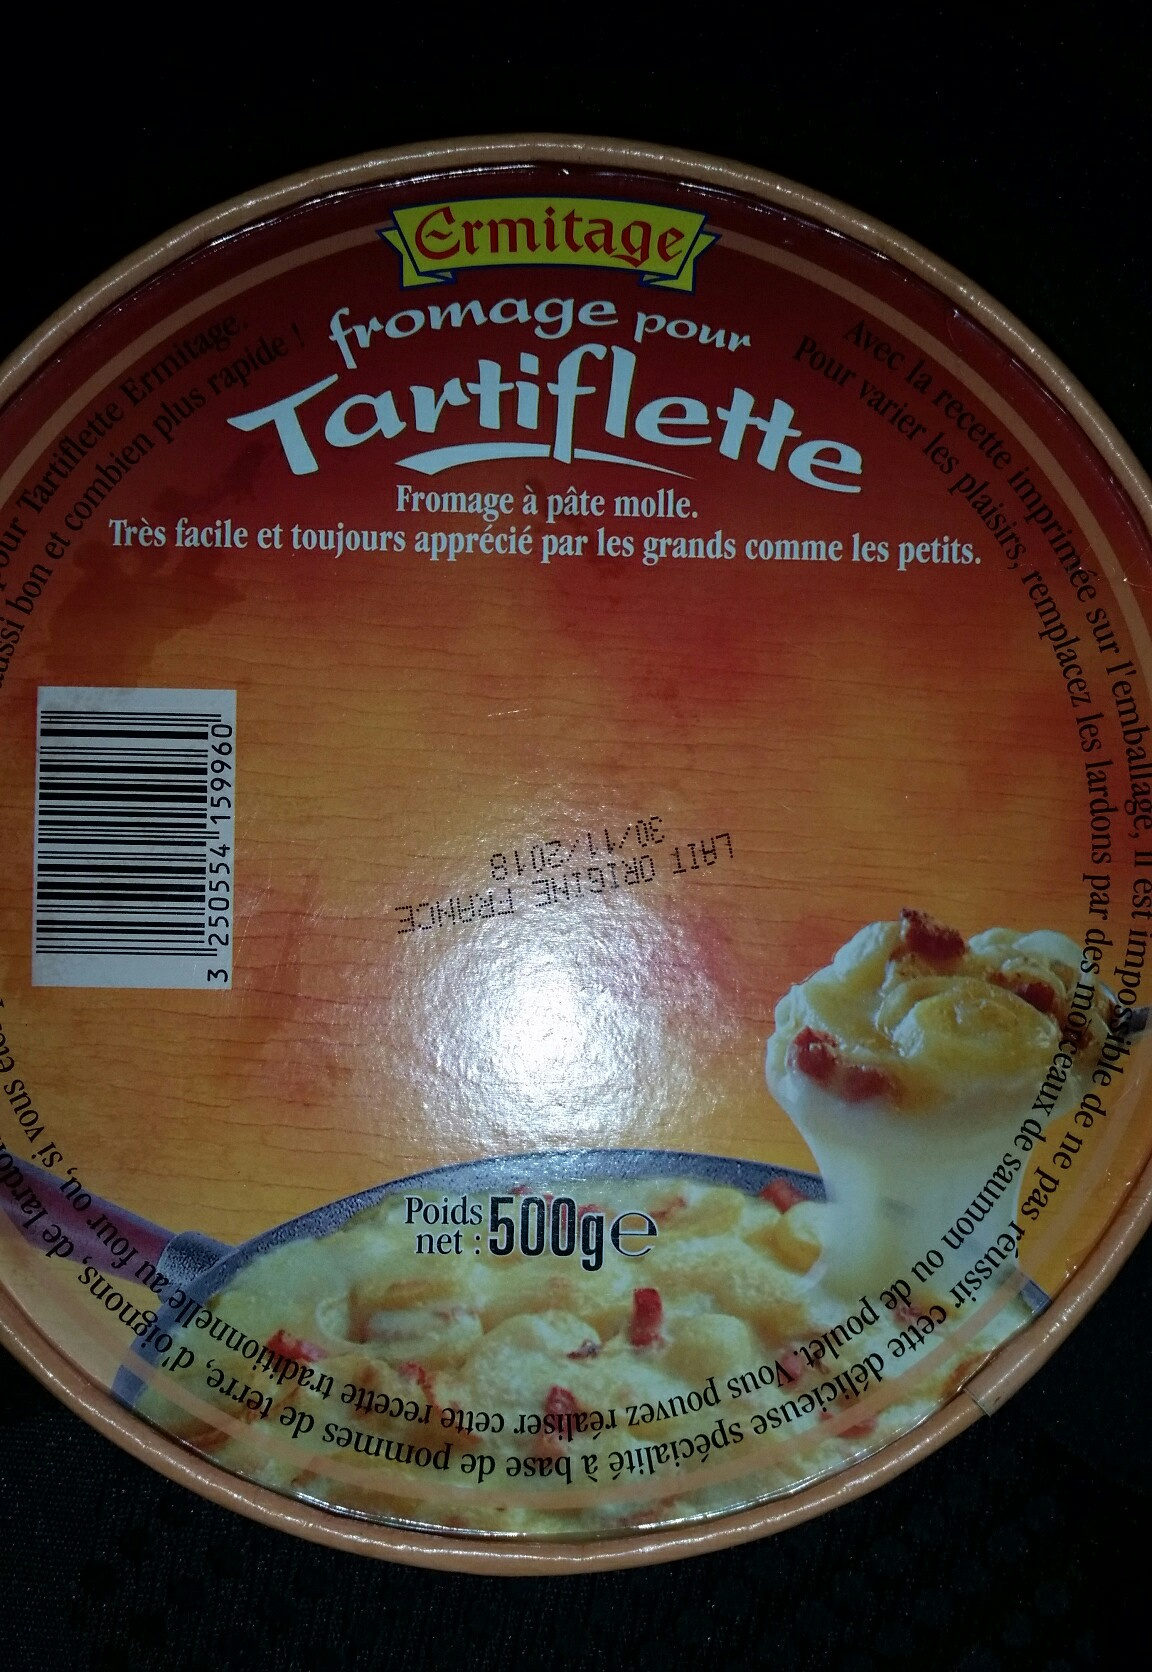 Ermitage
fromage pour
Tartiflette
Fromage à pâte molle.
Très facile et toujours apprécié par les grands comme les petits.
Avec la recette imprimée sur l'emballage, il est impossible de ne pas réussir cette délicieuse spécialité à base de pommes de terre, d'oignons, de
Pour varier les plaisirs, remplacez les lardons par des morceaux de saumon ou de poulet. Vous pouvez réaliser cette recette traditionnelle au four ou, si vous
pour Tartiflette Ermitage,
aussi bon et combien plus rapide !
3 250554 159960
LAIT ORIGINE FRANCE
30/11/2018
Poids net : 500g e